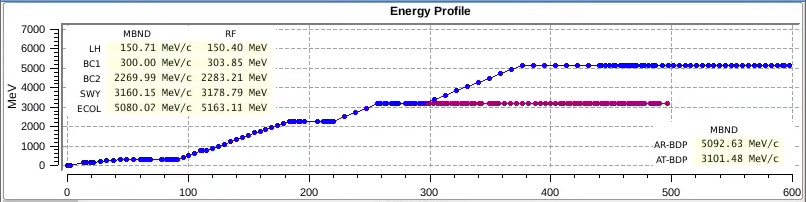 Energy Profile
MBND RF
LH 150.71 MeV/c 150.40 MeV
BC1 300.00 MeV/c 303.85 MeV
BC2 2269.99 MeV/c 2283.21 MeV
SWY 3160.15 MeV/c 3178.79 MeV
ECOL 5080.02 MeV/c 5163.11 MeV
MBND
AR-BDP 5092.63 MeV/c
AT-BDP 3101.48 MeV/c
MeV
7000
6000
5000
4000
3000
2000
1000
0
0 100 200 300 400 500 600